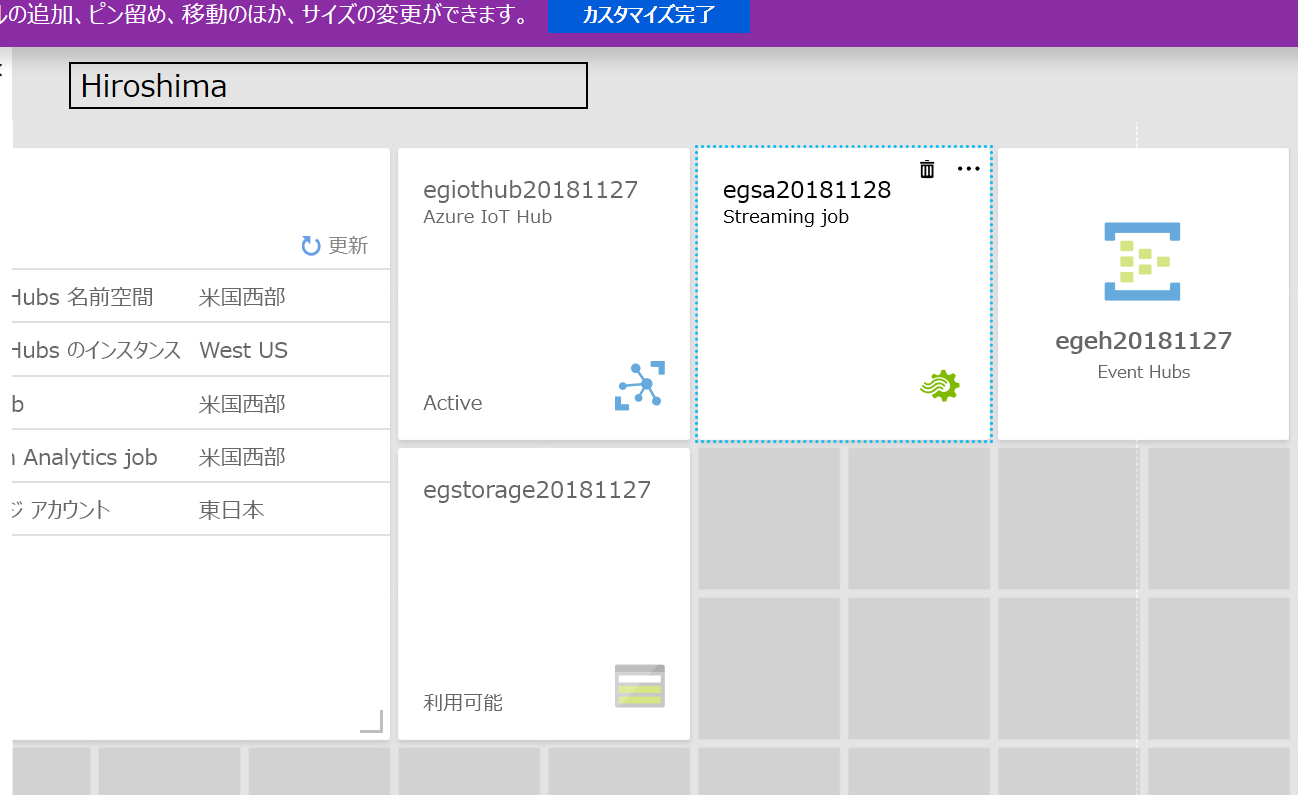 ルの追加、ピン留め、移動のほか、サイズの変更ができます。 カスタマイズ完了
Hiroshima
更新
Hubs 名前空間 米国西部
Hubs のインスタンス West US
b 米国西部
Analytics job 米国西部
ジ アカウント 東日本
egiothub20181127
Azure IoT Hub
Active
egsa20181128
Streaming job
egeh20181127
Event Hubs
egstorage20181127
利用可能